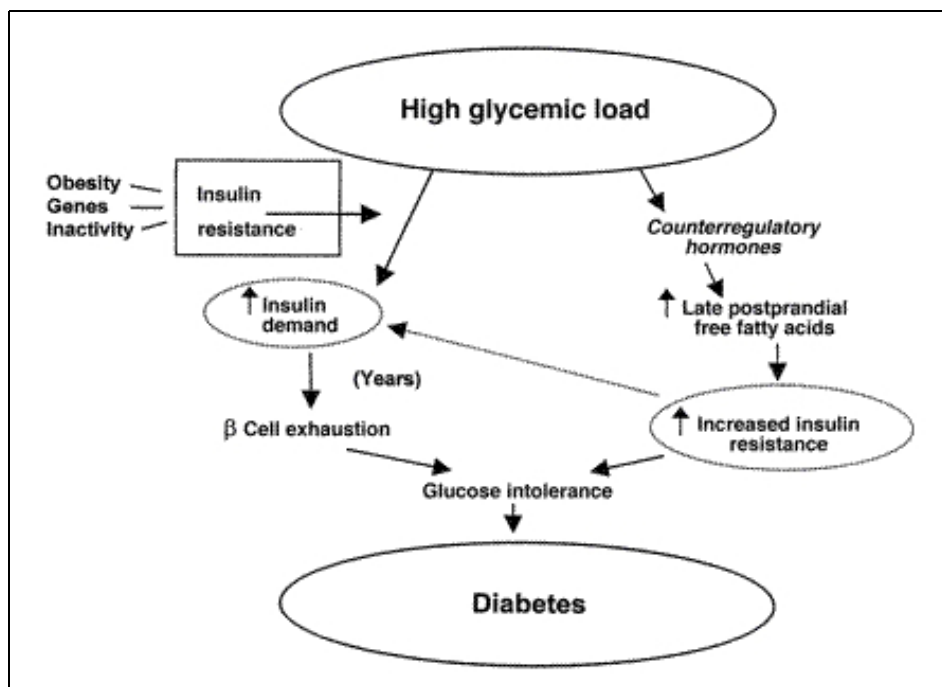 High glycemic load
Obesity
Genes
Inactivity
Insulin
resistance
Counterregulatory
hormones
↑ Insulin
demand
↑ Late postprandial
free fatty acids
(Years)
β Cell exhaustion
↑ Increased insulin
resistance
Glucose intolerance
Diabetes